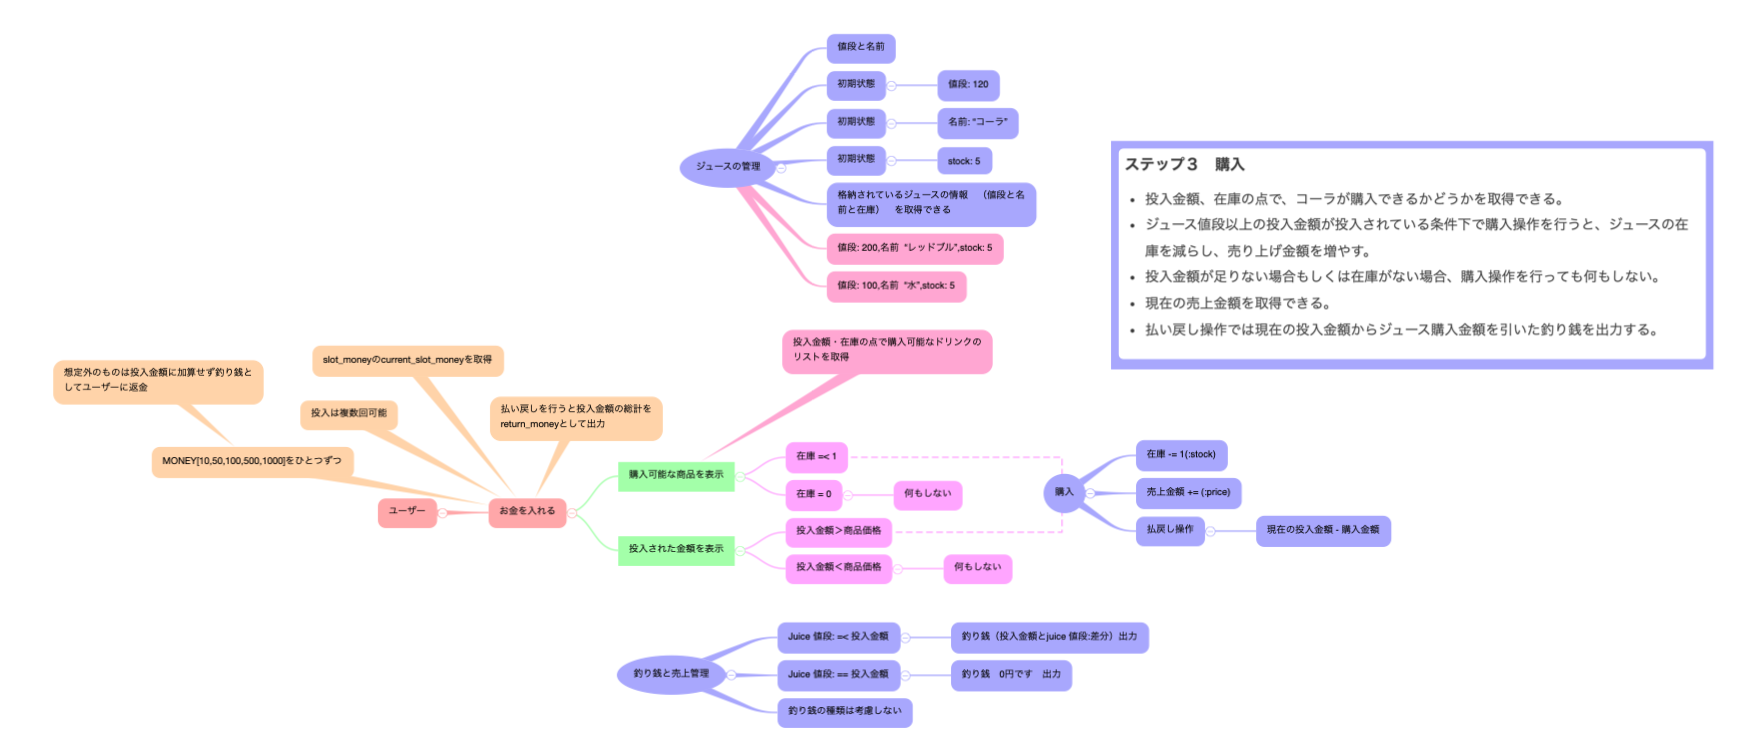 値段と名前
初期状態
値段: 120
初期状態
名前: “コーラ”
初期状態
stock: 5
ジュースの管理
格納されているジュースの情報　（値段と名
前と在庫）　を取得できる
値段: 200,名前 “レッドブル”,stock: 5
値段: 100,名前 “水”,stock: 5
ステップ３　購入
• 投入金額、在庫の点で、コーラが購入できるかどうかを取得できる。
• ジュース値段以上の投入金額が投入されている条件下で購入操作を行うと、ジュースの在
庫を減らし、売り上げ金額を増やす。
• 投入金額が足りない場合もしくは在庫がない場合、購入操作を行っても何もしない。
• 現在の売上金額を取得できる。
• 払い戻し操作では現在の投入金額からジュース購入金額を引いた釣り銭を出力する。
投入金額・在庫の点で購入可能なドリンクの
リストを取得
slot_moneyのcurrent_slot_moneyを取得
想定外のものは投入金額に加算せず釣り銭と
してユーザーに返金
投入は複数回可能
払い戻しを行うと投入金額の総計を
return_moneyとして出力
MONEY[10,50,100,500,1000]をひとつずつ
ユーザー
お金を入れる
購入可能な商品を表示
在庫 =< 1
在庫 = 0
何もしない
投入された金額を表示
投入金額＞商品価格
投入金額＜商品価格
何もしない
購入
在庫 -= 1(:stock)
売上金額 += (:price)
払戻し操作
現在の投入金額 - 購入金額
釣り銭と売上管理
Juice 値段: =< 投入金額
釣り銭（投入金額とjuice 値段:差分）出力
Juice 値段: == 投入金額
釣り銭　0円です　出力
釣り銭の種類は考慮しない